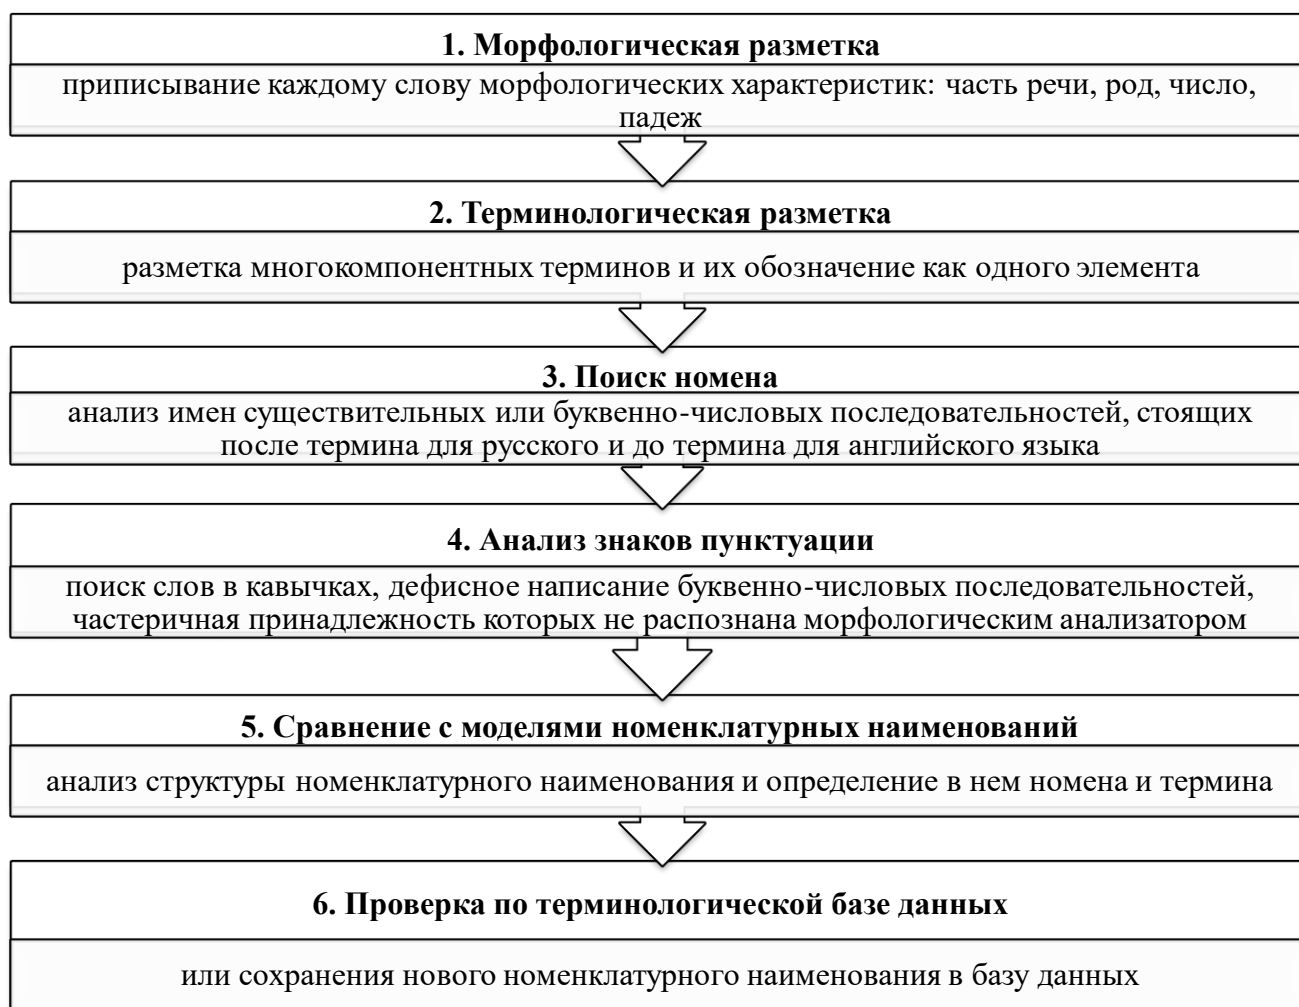 1. Морфологическая разметка
приписывание каждому слову морфологических характеристик: часть речи, род, число,
падеж
2. Терминологическая разметка
разметка многокомпонентных терминов и их обозначение как одного элемента
3. Поиск номена
анализ имен существительных или буквенно-числовых последовательностей, стоящих
после термина для русского и до термина для английского языка
4. Анализ знаков пунктуации
поиск слов в кавычках, дефисное написание буквенно-числовых последовательностей,
частеричная принадлежность которых не распознана морфологическим анализатором
5. Сравнение с моделями номенклатурных наименований
анализ структуры номенклатурного наименования и определение в нем номена и термина
6. Проверка по терминологической базе данных
или сохранения нового номенклатурного наименования в базу данных